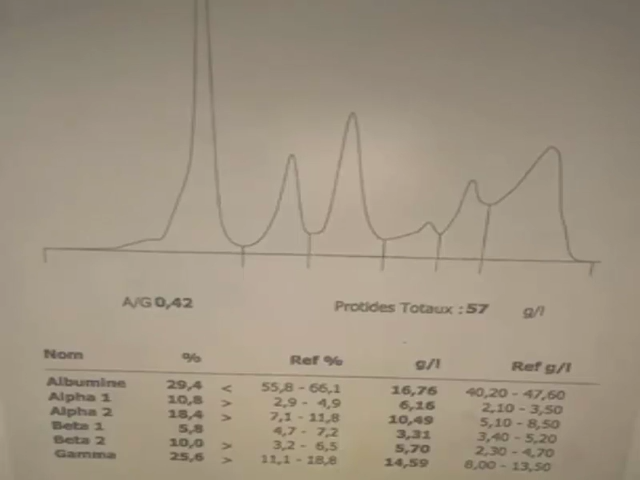 A/G 0,42 Protides Totaux : 57 g/l
Nom % Ref % g/l Ref g/l
Albumine 29,4 < 55,8 - 66,1 16,76 40,20 - 47,60
Alpha 1 10,8 > 2,9 - 4,9 6,16 2,10 - 3,50
Alpha 2 18,4 > 7,1 - 11,8 10,49 5,10 - 8,50
Beta 1 5,8 4,7 - 7,2 3,31 3,40 - 5,20
Beta 2 10,0 > 3,2 - 6,5 5,70 2,30 - 4,70
Gamma 25,6 > 11,1 - 18,8 14,59 8,00 - 13,50